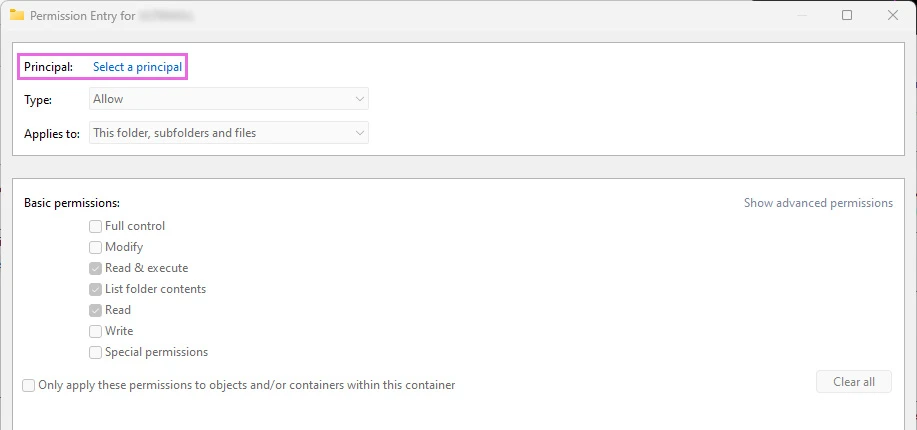 Permission Entry for
Principal: Select a principal
Type: Allow
Applies to: This folder, subfolders and files
Basic permissions: Show advanced permissions
Full control
Modify
Read & execute
List folder contents
Read
Write
Special permissions
Only apply these permissions to objects and/or containers within this container
Clear all